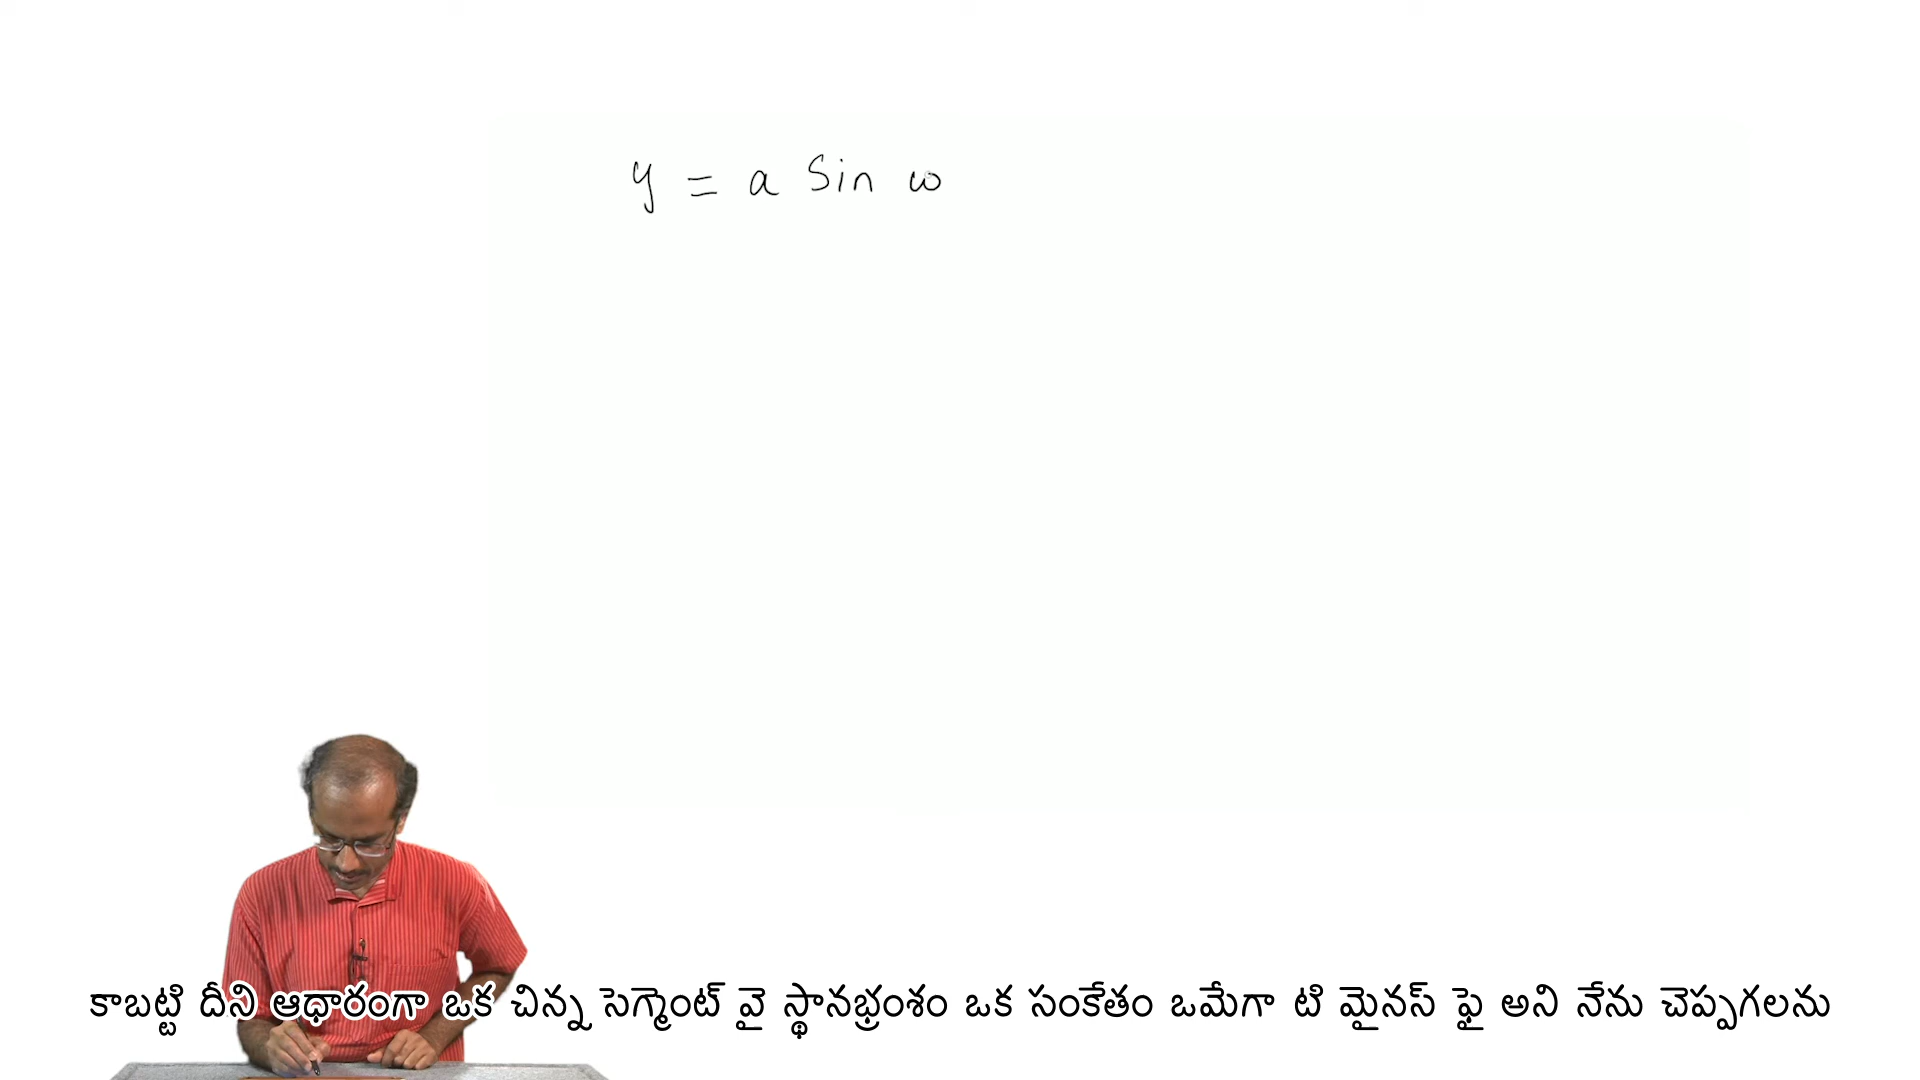 y = a Sin ω
కాబట్టి దీని ఆధారంగా ఒక చిన్న సెగ్మెంట్ వై స్థానభ్రంశం ఒక సంకేతం ఒమేగా టి మైనస్ ఫై అని నేను చెప్పగలను